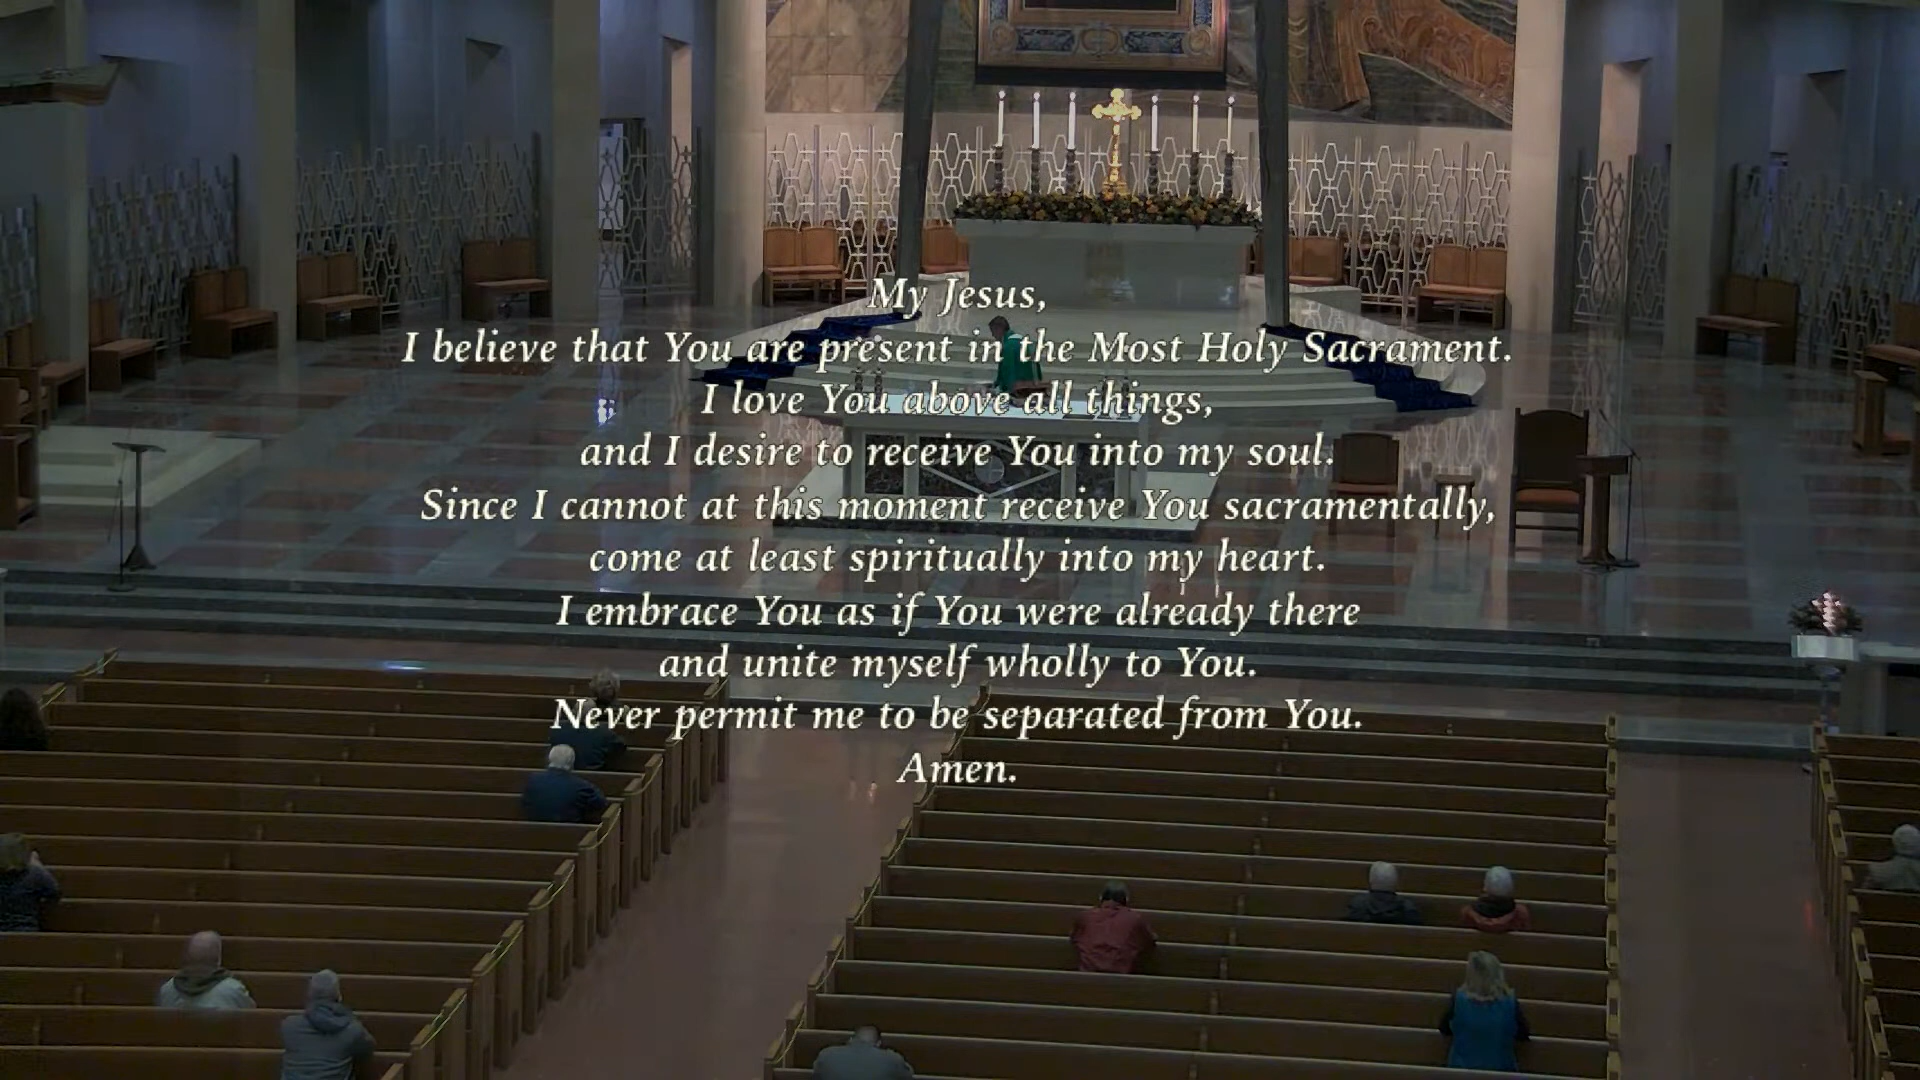 My Jesus,
I believe that You are present in the Most Holy Sacrament.
I love You above all things,
and I desire to receive You into my soul.
Since I cannot at this moment receive You sacramentally,
come at least spiritually into my heart.
I embrace You as if You were already there
and unite myself wholly to You.
Never permit me to be separated from You.
Amen.